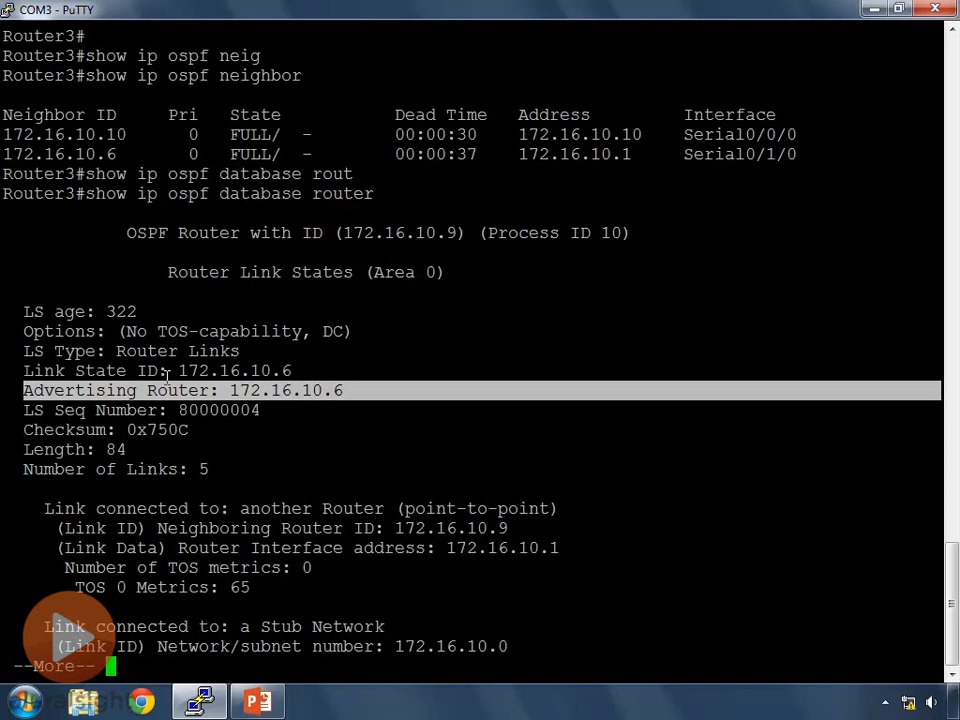 COM3 - PuTTY
Router3#
Router3#show ip ospf neig
Router3#show ip ospf neighbor
Neighbor ID     Pri   State           Dead Time   Address         Interface
172.16.10.10      0   FULL/  -        00:00:30    172.16.10.10    Serial0/0/0
172.16.10.6       0   FULL/  -        00:00:37    172.16.10.1     Serial0/1/0
Router3#show ip ospf database rout
Router3#show ip ospf database router
OSPF Router with ID (172.16.10.9) (Process ID 10)
Router Link States (Area 0)
LS age: 322
Options: (No TOS-capability, DC)
LS Type: Router Links
Link State ID: 172.16.10.6
Advertising Router: 172.16.10.6
LS Seq Number: 80000004
Checksum: 0x750C
Length: 84
Number of Links: 5
Link connected to: another Router (point-to-point)
(Link ID) Neighboring Router ID: 172.16.10.9
(Link Data) Router Interface address: 172.16.10.1
Number of TOS metrics: 0
TOS 0 Metrics: 65
Link connected to: a Stub Network
(Link ID) Network/subnet number: 172.16.10.0
--More--
pluralsight